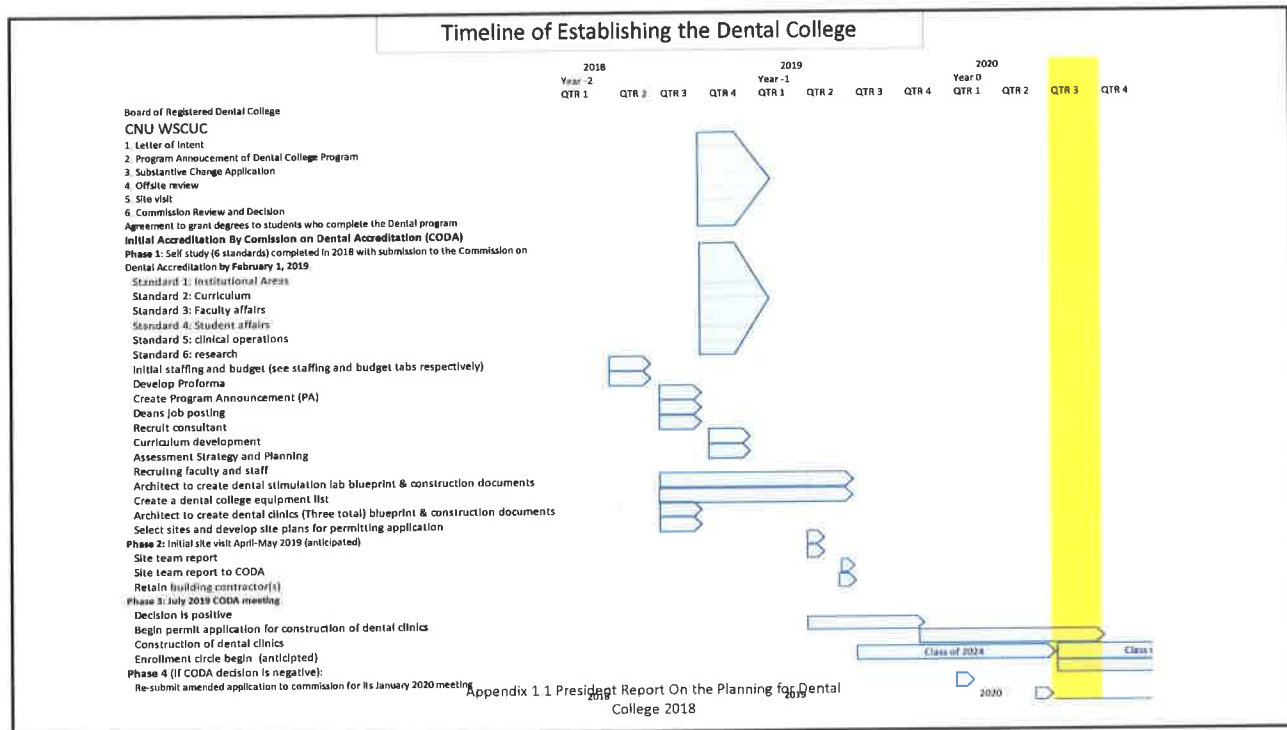 Timeline of Establishing the Dental College
2018 2019 2020
Year -2 Year -1 Year 0
QTR 1 QTR 2 QTR 3 QTR 4 QTR 1 QTR 2 QTR 3 QTR 4 QTR 1 QTR 2 QTR 3 QTR 4
Board of Registered Dental College
CNU WSCUC
1. Letter of Intent
2. Program Annoucement of Dental College Program
3. Substantive Change Application
4. Offsite review
5. Site visit
6. Commission Review and Decision
Agreement to grant degrees to students who complete the Dental program
Initial Accreditation By Comission on Dental Accreditation (CODA)
Phase 1: Self study (6 standards) completed in 2018 with submission to the Commission on
Dental Accreditation by February 1, 2019
Standard 1: Institutional Areas
Standard 2: Curriculum
Standard 3: Faculty affairs
Standard 4: Student affairs
Standard 5: clinical operations
Standard 6: research
Initial staffing and budget (see staffing and budget tabs respectively)
Develop Proforma
Create Program Announcement (PA)
Deans job posting
Recruit consultant
Curriculum development
Assessment Strategy and Planning
Recruiting faculty and staff
Architect to create dental stimulation lab blueprint & construction documents
Create a dental college equipment list
Architect to create dental clinics (Three total) blueprint & construction documents
Select sites and develop site plans for permitting application
Phase 2: Initial site visit April-May 2019 (anticipated)
Site team report
Site team report to CODA
Retain building contractor(s)
Phase 3: July 2019 CODA meeting
Decision is positive
Begin permit application for construction of dental clinics
Construction of dental clinics
Enrollment circle begin (anticipted)
Class of 2024 Class
Phase 4 (if CODA decision is negative):
Re-submit amended application to commission for its January 2020 meeting
2018 2019 2020
Appendix 1.1 President Report On the Planning for Dental
College 2018